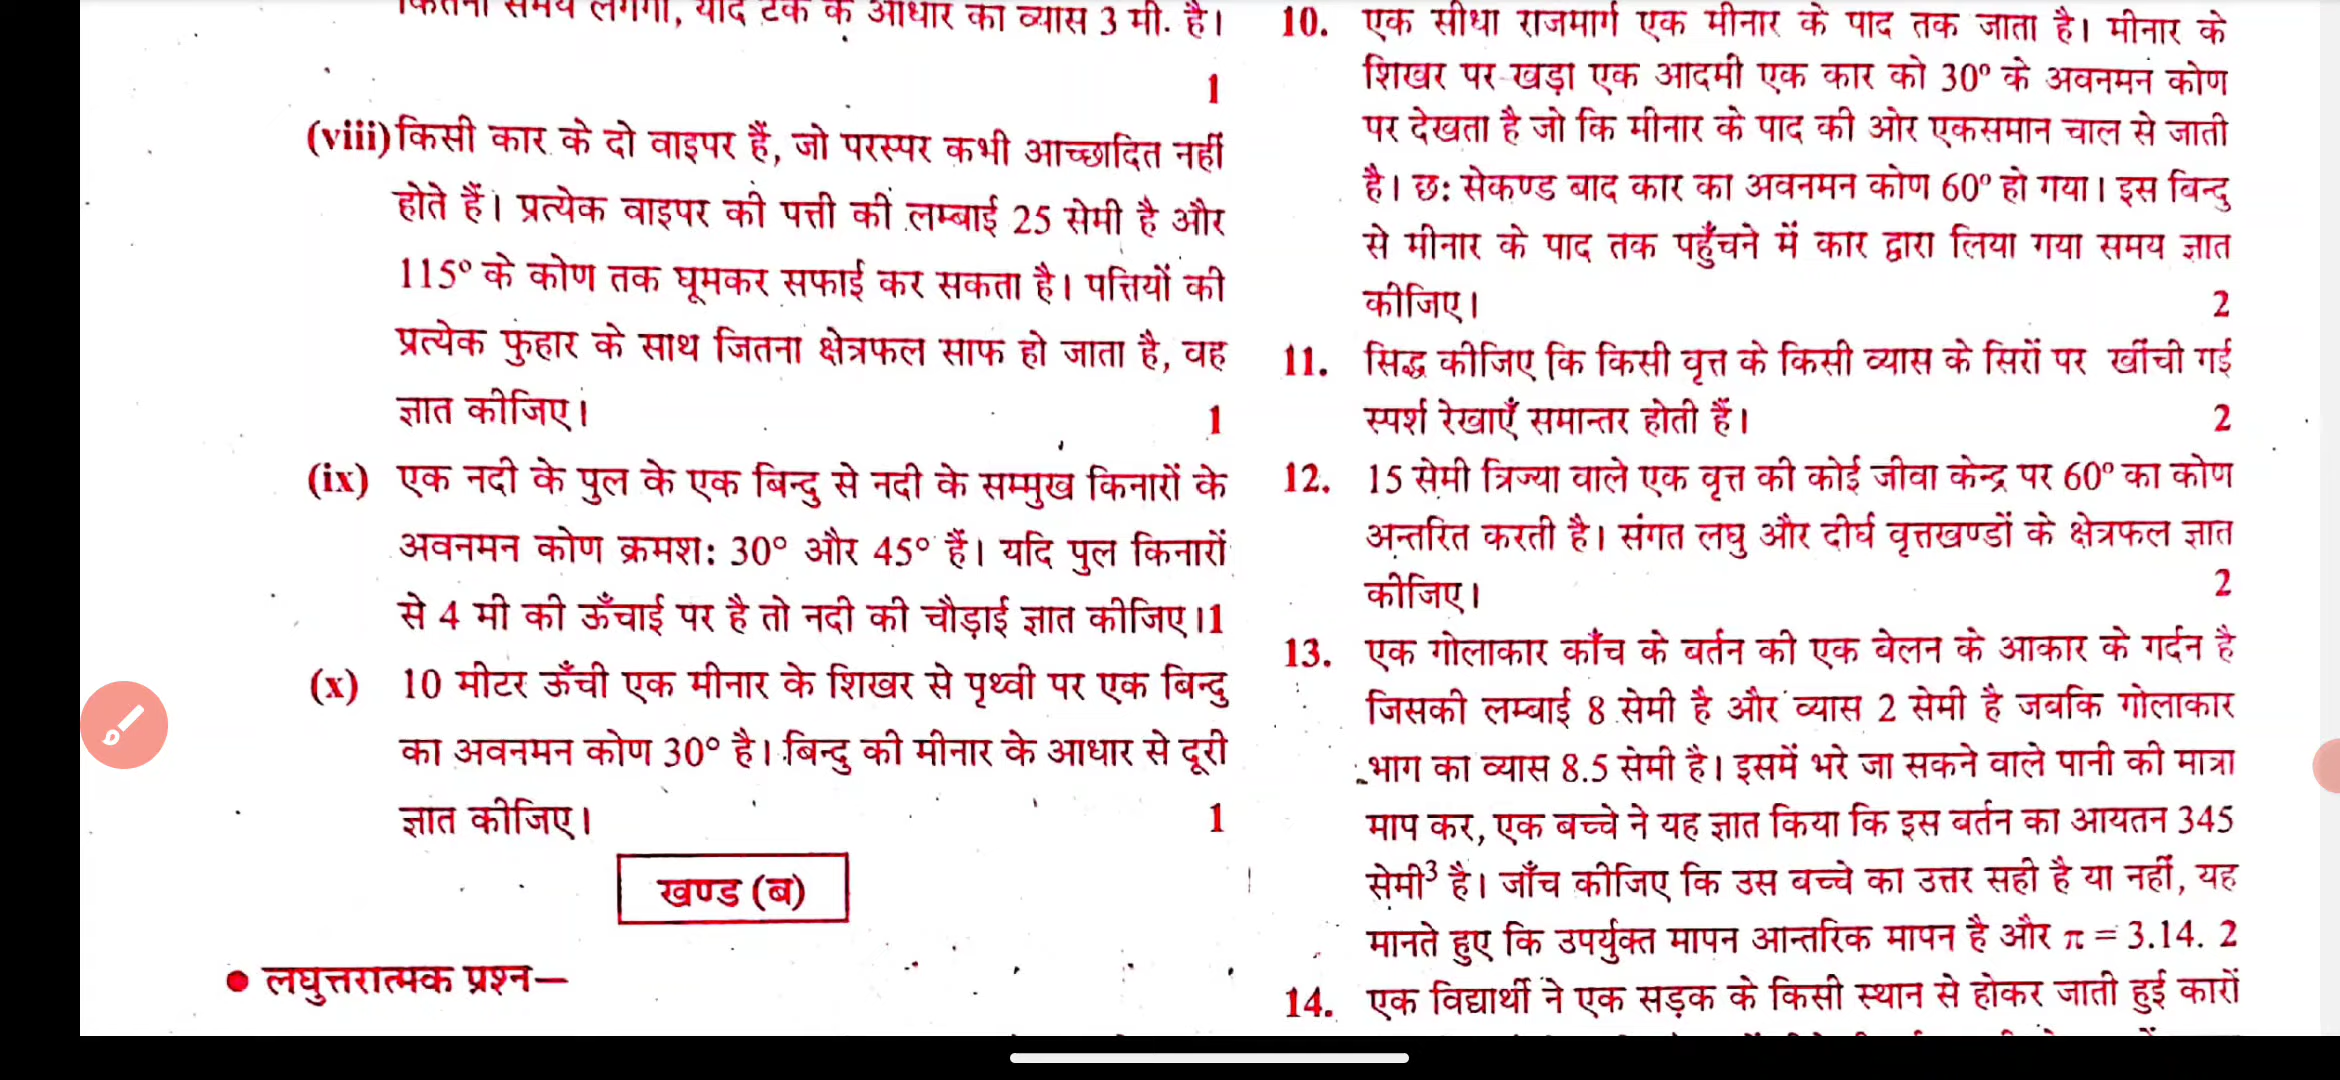 कितना समय लगेगा, यदि टंकी के आधार का व्यास 3 मी. है।
1
(viii) किसी कार के दो वाइपर हैं, जो परस्पर कभी आच्छादित नहीं
होते हैं। प्रत्येक वाइपर की पत्ती की लम्बाई 25 सेमी है और
115° के कोण तक घूमकर सफाई कर सकता है। पत्तियों की
प्रत्येक फुंहार के साथ जितना क्षेत्रफल साफ हो जाता है, वह
ज्ञात कीजिए।
1
(ix) एक नदी के पुल के एक बिन्दु से नदी के सम्मुख किनारों के
अवनमन कोण क्रमश: 30° और 45° हैं। यदि पुल किनारों
से 4 मी की ऊँचाई पर है तो नदी की चौड़ाई ज्ञात कीजिए।1
(x) 10 मीटर ऊँची एक मीनार के शिखर से पृथ्वी पर एक बिन्दु
का अवनमन कोण 30° है। बिन्दु की मीनार के आधार से दूरी
ज्ञात कीजिए।
1
खण्ड (ब)
● लघुत्तरात्मक प्रश्न—
10. एक सीधा राजमार्ग एक मीनार के पाद तक जाता है। मीनार के
शिखर पर खड़ा एक आदमी एक कार को 30° के अवनमन कोण
पर देखता है जो कि मीनार के पाद की ओर एकसमान चाल से जाती
है। छ: सेकण्ड बाद कार का अवनमन कोण 60° हो गया। इस बिन्दु
से मीनार के पाद तक पहुँचने में कार द्वारा लिया गया समय ज्ञात
कीजिए।
2
11. सिद्ध कीजिए कि किसी वृत्त के किसी व्यास के सिरों पर खींची गई
स्पर्श रेखाएँ समान्तर होती हैं।
2
12. 15 सेमी त्रिज्या वाले एक वृत्त की कोई जीवा केन्द्र पर 60° का कोण
अन्तरित करती है। संगत लघु और दीर्घ वृत्तखण्डों के क्षेत्रफल ज्ञात
कीजिए।
2
13. एक गोलाकार काँच के बर्तन की एक बेलन के आकार के गर्दन है
जिसकी लम्बाई 8 सेमी है और व्यास 2 सेमी है जबकि गोलाकार
भाग का व्यास 8.5 सेमी है। इसमें भरे जा सकने वाले पानी की मात्रा
माप कर, एक बच्चे ने यह ज्ञात किया कि इस बर्तन का आयतन 345
सेमी³ है। जाँच कीजिए कि उस बच्चे का उत्तर सही है या नहीं, यह
मानते हुए कि उपर्युक्त मापन आन्तरिक मापन है और π = 3.14. 2
14. एक विद्यार्थी ने एक सड़क के किसी स्थान से होकर जाती हुई कारों